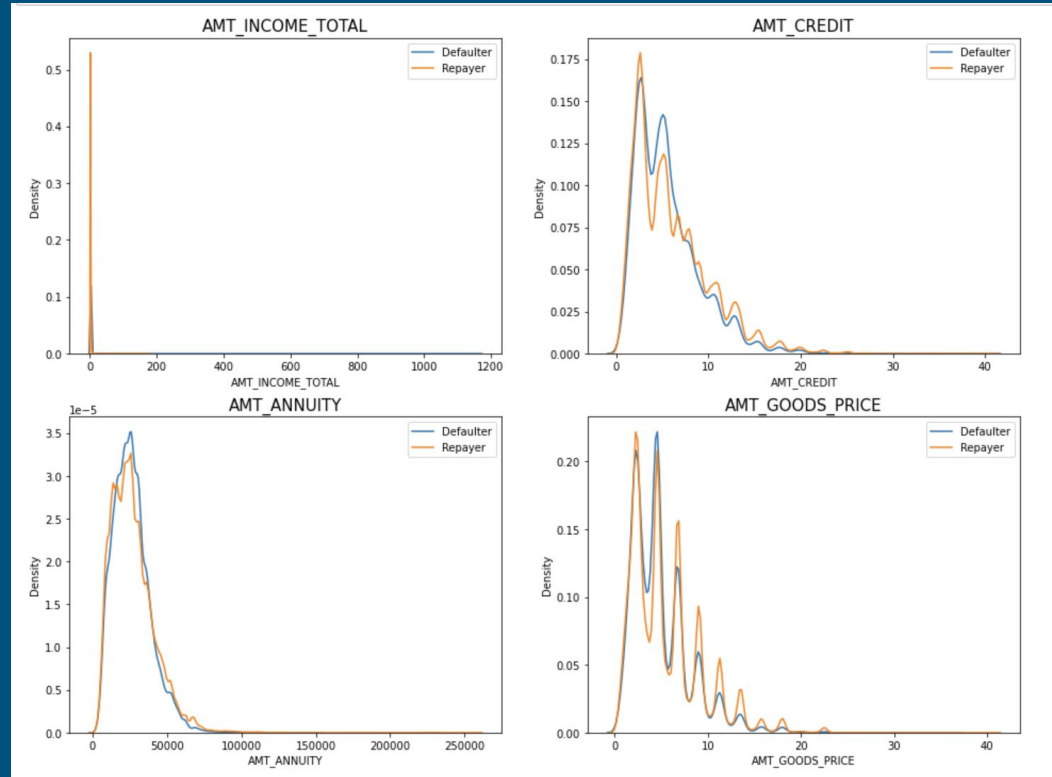 AMT_INCOME_TOTAL
Defaulter
Repayer
0.5
0.4
0.3
0.2
0.1
0.0
Density
0 200 400 600 800 1000 1200
AMT_INCOME_TOTAL
AMT_CREDIT
Defaulter
Repayer
0.175
0.150
0.125
0.100
0.075
0.050
0.025
0.000
Density
0 10 20 30 40
AMT_CREDIT
AMT_ANNUITY
1e−5
Defaulter
Repayer
3.5
3.0
2.5
2.0
1.5
1.0
0.5
0.0
Density
0 50000 100000 150000 200000 250000
AMT_ANNUITY
AMT_GOODS_PRICE
Defaulter
Repayer
0.20
0.15
0.10
0.05
0.00
Density
0 10 20 30 40
AMT_GOODS_PRICE